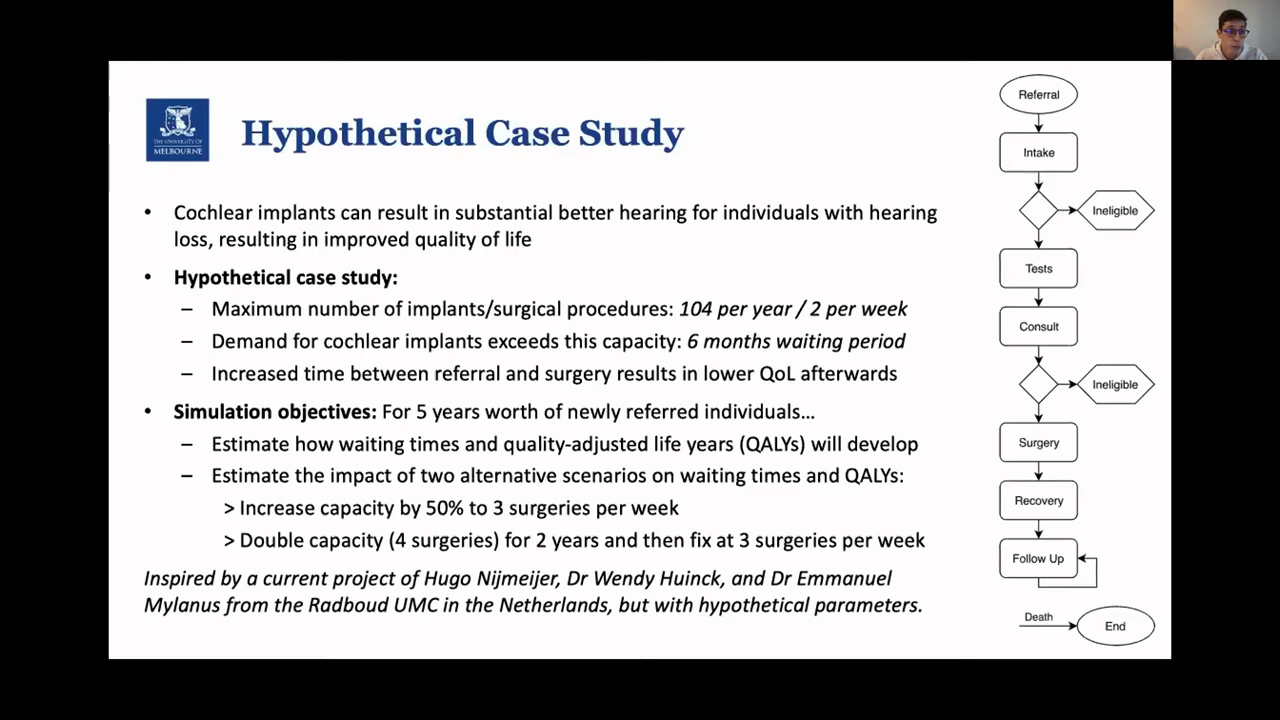 THE UNIVERSITY OF
MELBOURNE
Hypothetical Case Study
• Cochlear implants can result in substantial better hearing for individuals with hearing
loss, resulting in improved quality of life
• Hypothetical case study:
– Maximum number of implants/surgical procedures: 104 per year / 2 per week
– Demand for cochlear implants exceeds this capacity: 6 months waiting period
– Increased time between referral and surgery results in lower QoL afterwards
• Simulation objectives: For 5 years worth of newly referred individuals...
– Estimate how waiting times and quality-adjusted life years (QALYs) will develop
– Estimate the impact of two alternative scenarios on waiting times and QALYs:
> Increase capacity by 50% to 3 surgeries per week
> Double capacity (4 surgeries) for 2 years and then fix at 3 surgeries per week
Inspired by a current project of Hugo Nijmeijer, Dr Wendy Huinck, and Dr Emmanuel
Mylanus from the Radboud UMC in the Netherlands, but with hypothetical parameters.
Referral
Intake
Ineligible
Tests
Consult
Ineligible
Surgery
Recovery
Follow Up
Death
End